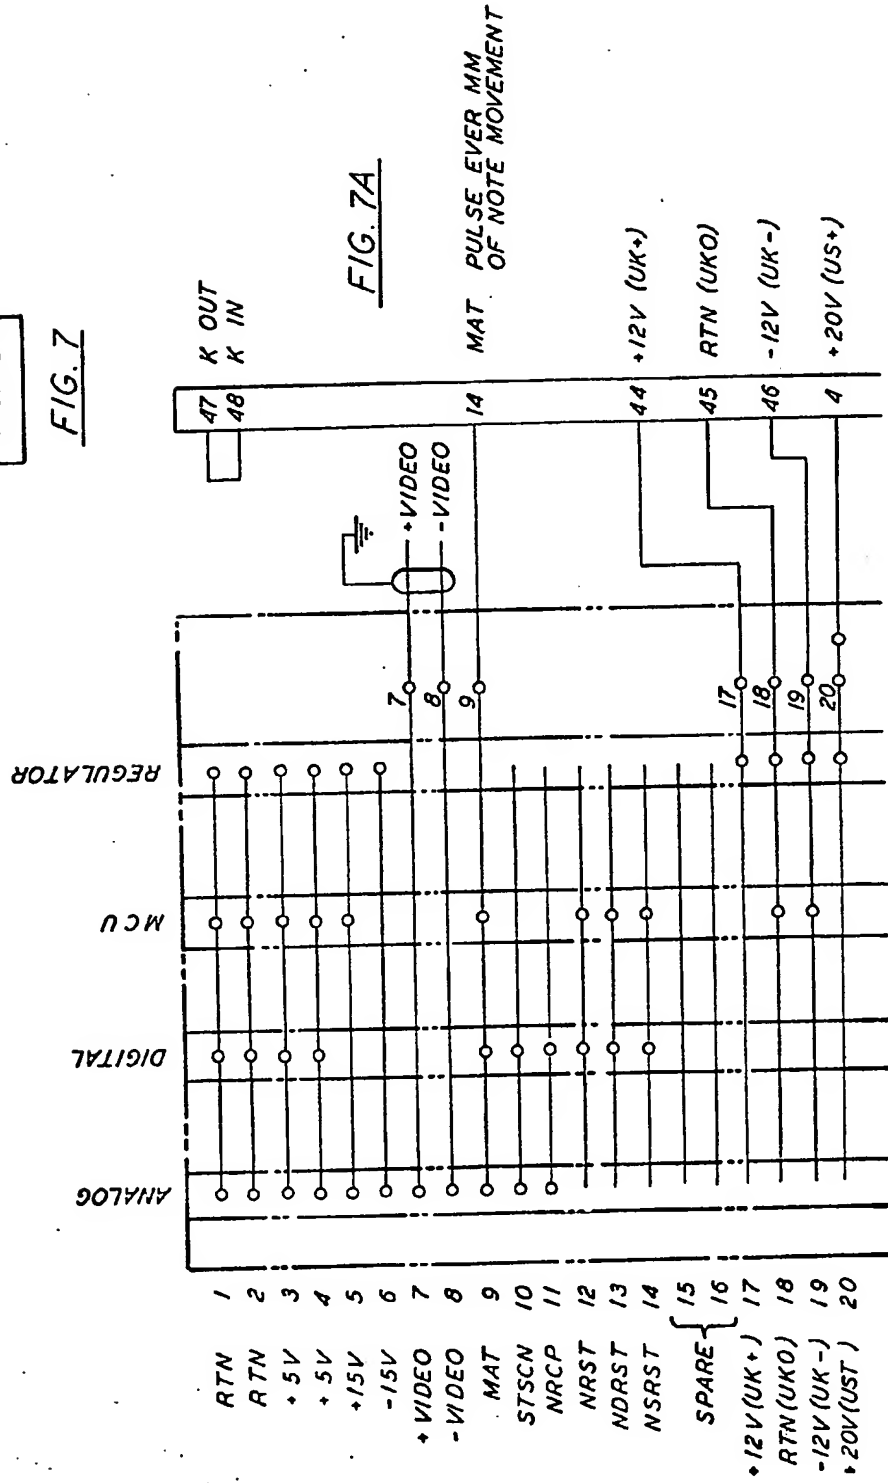 FIG. 7
FIG. 7A
47 K OUT
48 K IN
14 MAT PULSE EVER MM
OF NOTE MOVEMENT
44 +12V (UK+)
45 RTN (UKO)
46 -12V (UK-)
4 +20V (US+)
+VIDEO
-VIDEO
7
8
9
17
18
19
20
REGULATOR
MCU
DIGITAL
ANALOG
RTN 1
RTN 2
+5V 3
+5V 4
+15V 5
-15V 6
+VIDEO 7
-VIDEO 8
MAT 9
STSCN 10
NRCP 11
NRST 12
NDRST 13
NSRST 14
SPARE 15
16
+12V (UK+) 17
RTN (UKO) 18
-12V (UK-) 19
+20V (UST) 20